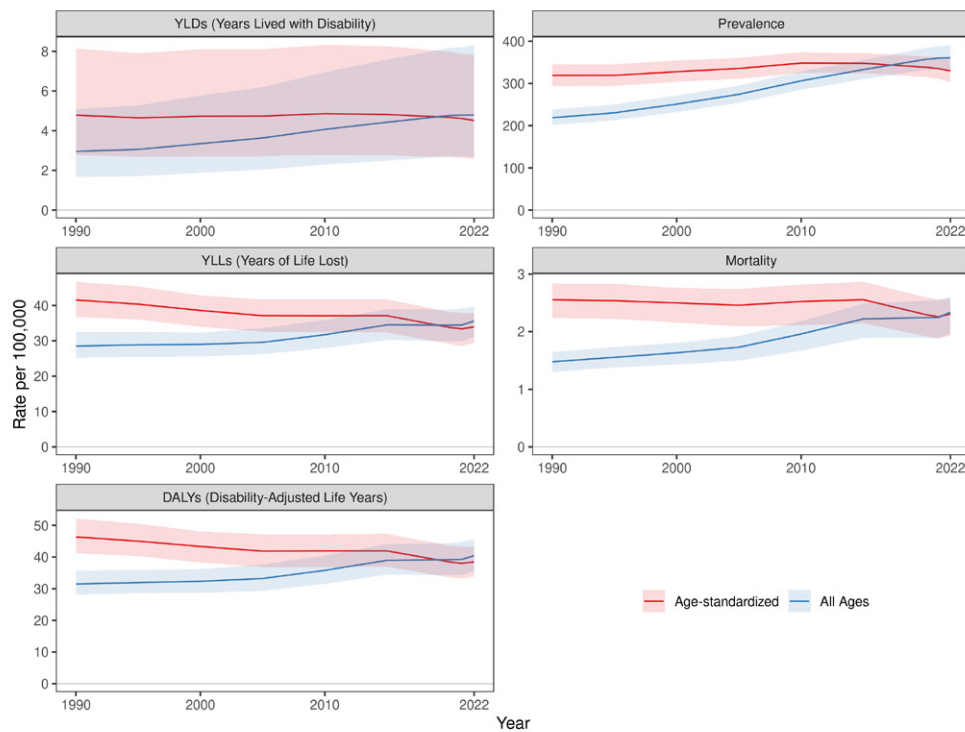 YLDs (Years Lived with Disability)
8
6
4
2
0
1990 2000 2010 2022
Prevalence
400
300
200
100
0
1990 2000 2010 2022
YLLs (Years of Life Lost)
40
30
20
10
0
1990 2000 2010 2022
Mortality
3
2
1
0
1990 2000 2010 2022
DALYs (Disability-Adjusted Life Years)
50
40
30
20
10
0
1990 2000 2010 2022
Rate per 100,000
Year
Age-standardized All Ages